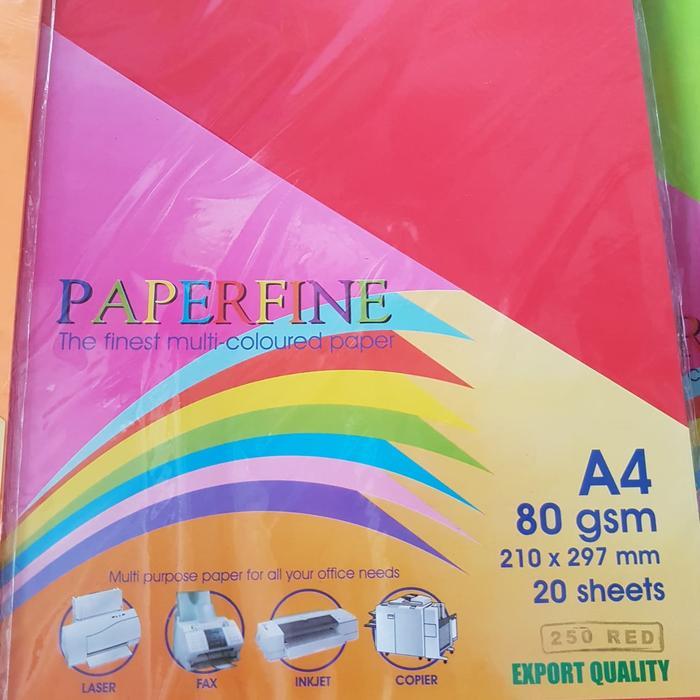 PAPERFINE
The finest multi-coloured paper
A4
80 gsm
210 x 297 mm
20 sheets
Multi purpose paper for all your office needs
LASER
FAX
INKJET
COPIER
250 RED
EXPORT QUALITY